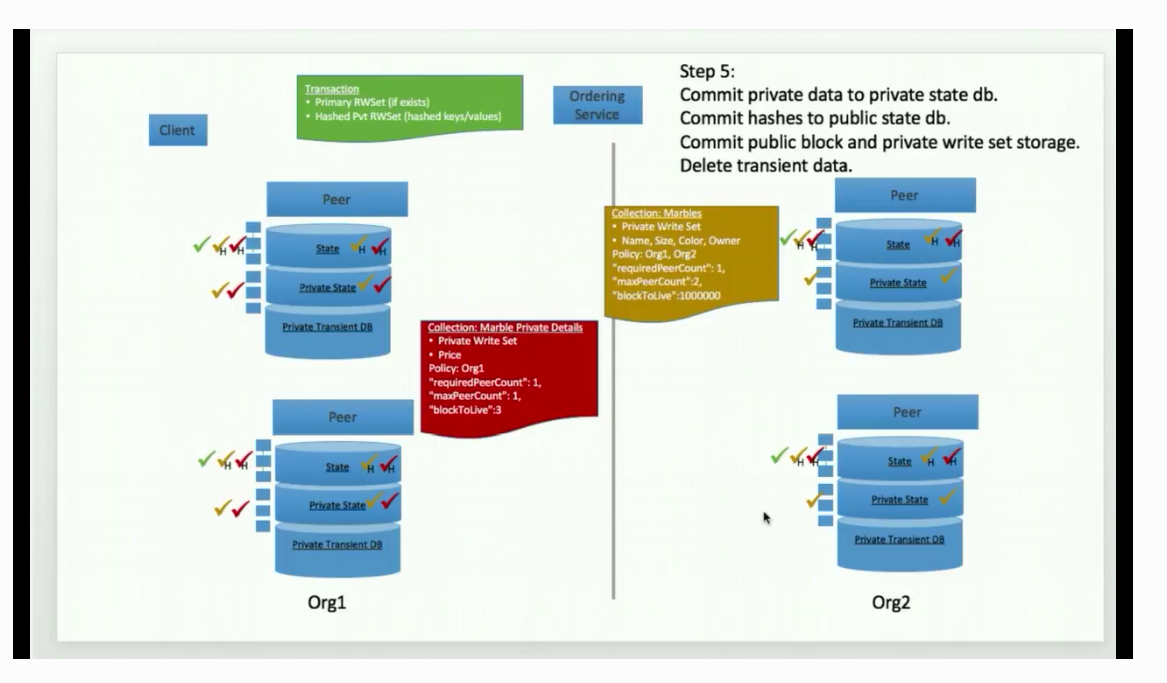 Step 5:
Commit private data to private state db.
Commit hashes to public state db.
Commit public block and private write set storage.
Delete transient data.
Transaction
• Primary RWSet (if exists)
• Hashed Pvt RWSet (hashed keys/values)
Ordering
Service
Client
Peer
State
H
H
H
H
Private State
Private Transient DB
Collection: Marbles
• Private Write Set
• Name, Size, Color, Owner
Policy: Org1, Org2
"requiredPeerCount": 1,
"maxPeerCount":2,
"blockToLive":1000000
Peer
State
H
H
H
H
Private State
Private Transient DB
Collection: Marble Private Details
• Private Write Set
• Price
Policy: Org1
"requiredPeerCount": 1,
"maxPeerCount": 1,
"blockToLive":3
Peer
State
H
H
H
H
Private State
Private Transient DB
Peer
State
H
H
H
H
Private State
Private Transient DB
Org1
Org2